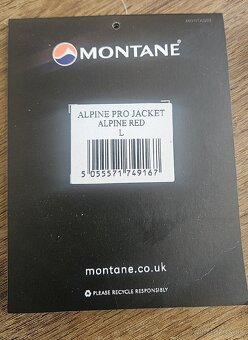 MONTANE®
ALPINE PRO JACKET
ALPINE RED
L
5 055571 749167
montane.co.uk
PLEASE RECYCLE RESPONSIBLY